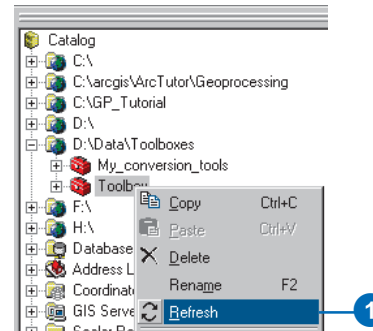 Catalog
C:\
C:\arcgis\ArcTutor\Geoprocessing
C:\GP_Tutorial
D:\
D:\Data\Toolboxes
My_conversion_tools
Toolbox
F:\
H:\
Database
Address L
Coordinat
GIS Serve
Copy Ctrl+C
Paste Ctrl+V
Delete
Rename F2
Refresh
1